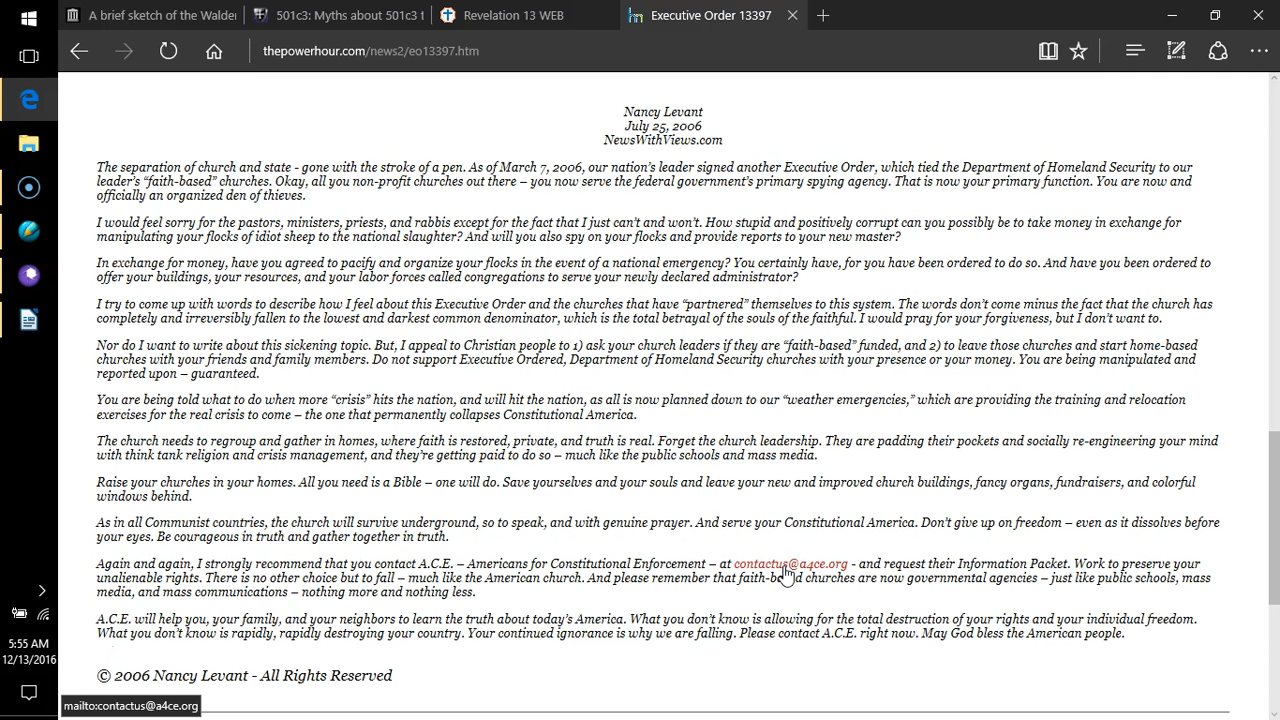 A brief sketch of the Walder
501c3: Myths about 501c3 t
Revelation 13 WEB
Executive Order 13397
thepowerhour.com/news2/eo13397.htm
Nancy Levant
July 25, 2006
NewsWithViews.com
The separation of church and state - gone with the stroke of a pen. As of March 7, 2006, our nation's leader signed another Executive Order, which tied the Department of Homeland Security to our
leader's “faith-based” churches. Okay, all you non-profit churches out there – you now serve the federal government's primary spying agency. That is now your primary function. You are now and
officially an organized den of thieves.
I would feel sorry for the pastors, ministers, priests, and rabbis except for the fact that I just can't and won't. How stupid and positively corrupt can you possibly be to take money in exchange for
manipulating your flocks of idiot sheep to the national slaughter? And will you also spy on your flocks and provide reports to your new master?
In exchange for money, have you agreed to pacify and organize your flocks in the event of a national emergency? You certainly have, for you have been ordered to do so. And have you been ordered to
offer your buildings, your resources, and your labor forces called congregations to serve your newly declared administrator?
I try to come up with words to describe how I feel about this Executive Order and the churches that have “partnered” themselves to this system. The words don't come minus the fact that the church has
completely and irreversibly fallen to the lowest and darkest common denominator, which is the total betrayal of the souls of the faithful. I would pray for your forgiveness, but I don't want to.
Nor do I want to write about this sickening topic. But, I appeal to Christian people to 1) ask your church leaders if they are “faith-based” funded, and 2) to leave those churches and start home-based
churches with your friends and family members. Do not support Executive Ordered, Department of Homeland Security churches with your presence or your money. You are being manipulated and
reported upon – guaranteed.
You are being told what to do when more “crisis” hits the nation, and will hit the nation, as all is now planned down to our “weather emergencies,” which are providing the training and relocation
exercises for the real crisis to come – the one that permanently collapses Constitutional America.
The church needs to regroup and gather in homes, where faith is restored, private, and truth is real. Forget the church leadership. They are padding their pockets and socially re-engineering your mind
with think tank religion and crisis management, and they're getting paid to do so – much like the public schools and mass media.
Raise your churches in your homes. All you need is a Bible – one will do. Save yourselves and your souls and leave your new and improved church buildings, fancy organs, fundraisers, and colorful
windows behind.
As in all Communist countries, the church will survive underground, so to speak, and with genuine prayer. And serve your Constitutional America. Don't give up on freedom – even as it dissolves before
your eyes. Be courageous in truth and gather together in truth.
Again and again, I strongly recommend that you contact A.C.E. – Americans for Constitutional Enforcement – at contactus@a4ce.org - and request their Information Packet. Work to preserve your
unalienable rights. There is no other choice but to fall – much like the American church. And please remember that faith-based churches are now governmental agencies – just like public schools, mass
media, and mass communications – nothing more and nothing less.
A.C.E. will help you, your family, and your neighbors to learn the truth about today's America. What you don't know is allowing for the total destruction of your rights and your individual freedom.
What you don't know is rapidly, rapidly destroying your country. Your continued ignorance is why we are falling. Please contact A.C.E. right now. May God bless the American people.
© 2006 Nancy Levant - All Rights Reserved
5:55 AM
12/13/2016
mailto:contactus@a4ce.org